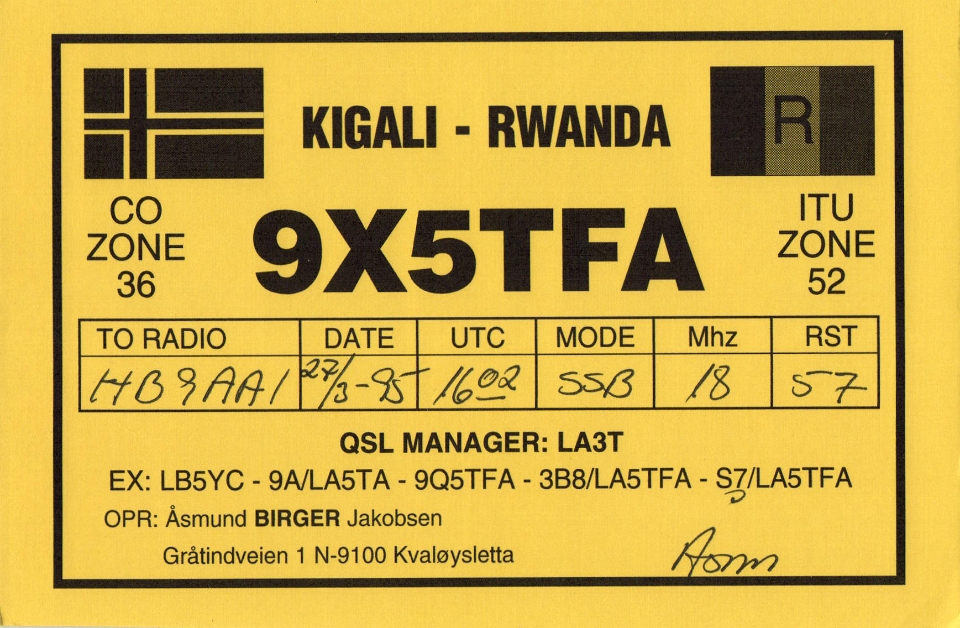 KIGALI - RWANDA
R
9X5TFA
CO ZONE 36
ITU ZONE 52
TO RADIO DATE UTC MODE Mhz RST
HB9AAI 27/3-95 1602 SSB 18 57
QSL MANAGER: LA3T
EX: LB5YC - 9A/LA5TA - 9Q5TFA - 3B8/LA5TFA - S7/LA5TFA
OPR: Åsmund BIRGER Jakobsen
Gråtindveien 1 N-9100 Kvaløysletta